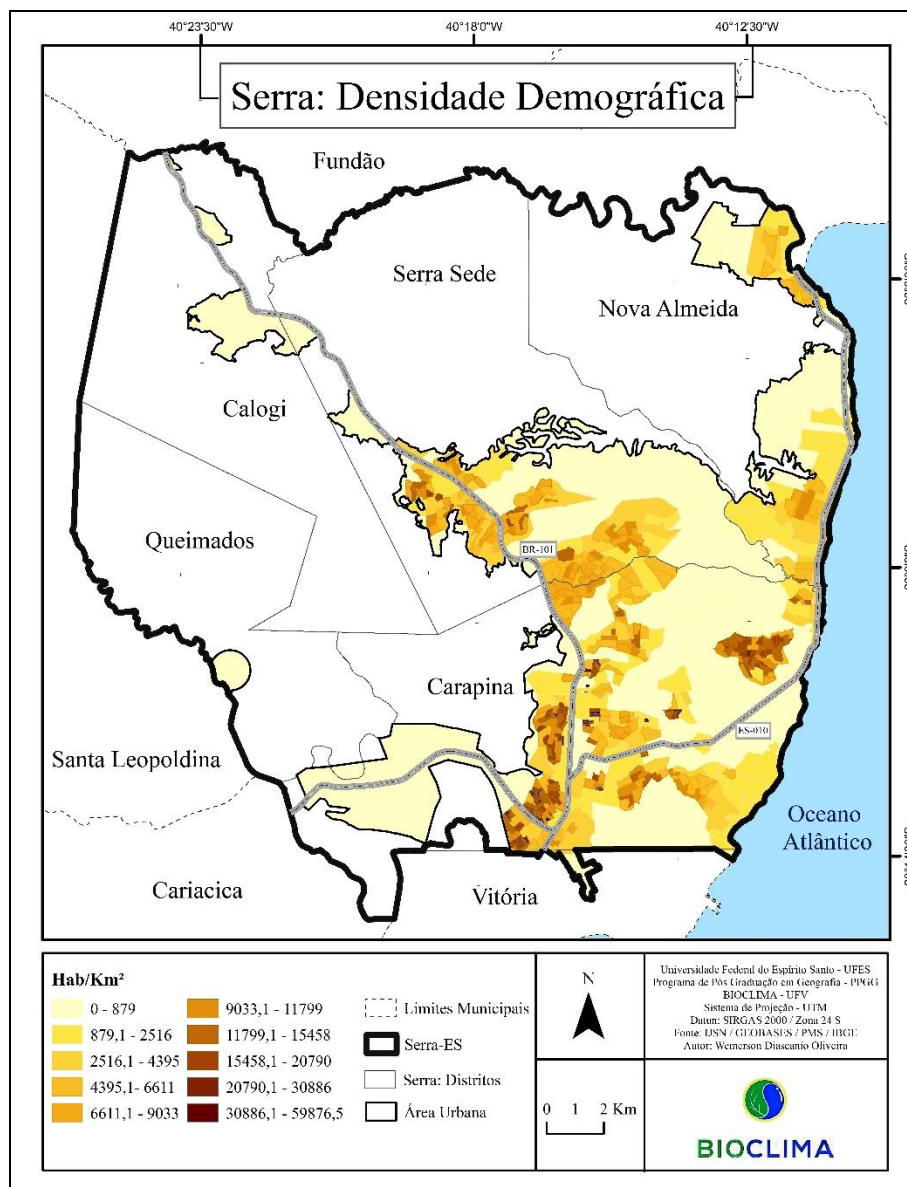 40°23'30"W
40°18'0"W
40°12'30"W
Serra: Densidade Demográfica
Fundão
Serra Sede
Nova Almeida
Calogi
Queimados
BR-101
Carapina
ES-010
Santa Leopoldina
Oceano
Atlântico
Cariacica
Vitória
Hab/Km²
0 - 879
879,1 - 2516
2516,1 - 4395
4395,1 - 6611
6611,1 - 9033
9033,1 - 11799
11799,1 - 15458
15458,1 - 20790
20790,1 - 30886
30886,1 - 59876,5
Limites Municipais
Serra-ES
Serra: Distritos
Área Urbana
N
0 1 2 Km
Universidade Federal do Espírito Santo - UFES
Programa de Pós Graduação em Geografia - PPGG
BIOCLIMA - UFV
Sistema de Projeção - UTM
Datum: SIRGAS 2000 / Zona 24 S
Fonte: IJSN / GEOBASES / PMS / IBGE
Autor: Wemerson Diascanio Oliveira
BIOCLIMA